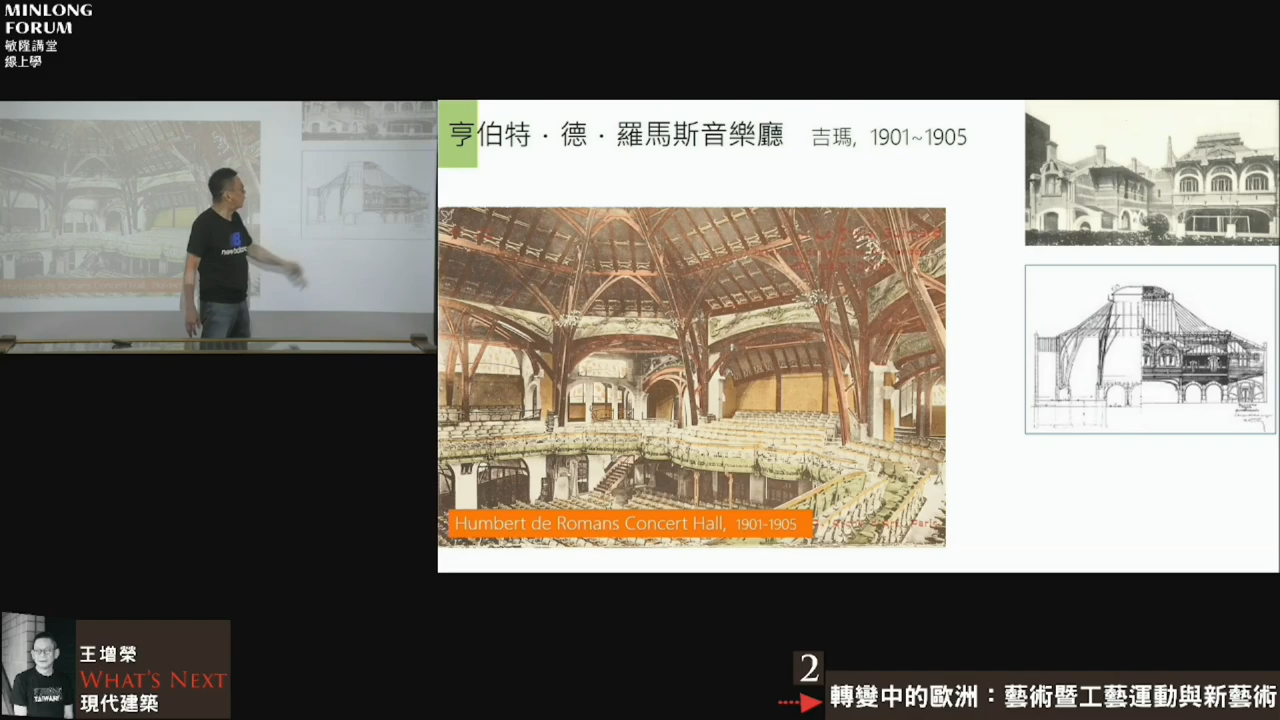 MINLONG
FORUM
敏隆講堂
線上學
亨伯特．德．羅馬斯音樂廳 吉瑪, 1901~1905
Humbert de Romans Concert Hall, 1901-1905
王增榮
WHAT'S NEXT
現代建築
2
轉變中的歐洲：藝術暨工藝運動與新藝術